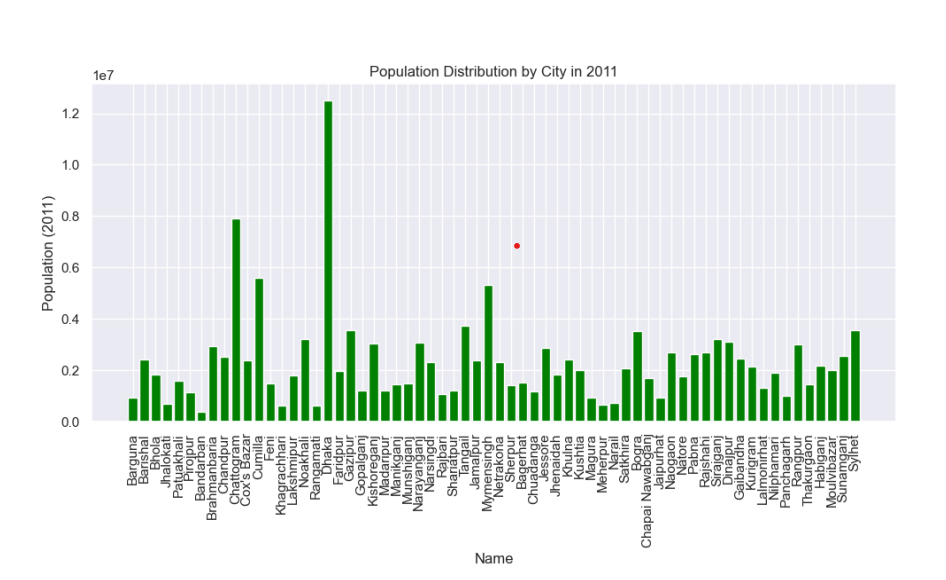 Population Distribution by City in 2011
1e7
1.2
1.0
0.8
0.6
0.4
0.2
0.0
Population (2011)
Barguna
Barishal
Bhola
Jhalokati
Patuakhali
Pirojpur
Bandarban
Brahmanbaria
Chandpur
Chattogram
Cox's Bazar
Cumilla
Feni
Khagrachhari
Lakshmipur
Noakhali
Rangamati
Dhaka
Faridpur
Gazipur
Gopalganj
Kishoreganj
Madaripur
Manikganj
Munshiganj
Narayanganj
Narsingdi
Rajbari
Shariatpur
Tangail
Jamalpur
Mymensingh
Netrakona
Sherpur
Bagerhat
Chuadanga
Jessore
Jhenaidah
Khulna
Kushtia
Magura
Meherpur
Narail
Satkhira
Bogra
Chapai Nawabganj
Jaipurhat
Naogaon
Natore
Pabna
Rajshahi
Sirajganj
Dinajpur
Gaibandha
Kurigram
Lalmonirhat
Nilphamari
Panchagarh
Rangpur
Thakurgaon
Habiganj
Moulvibazar
Sunamganj
Sylhet
Name